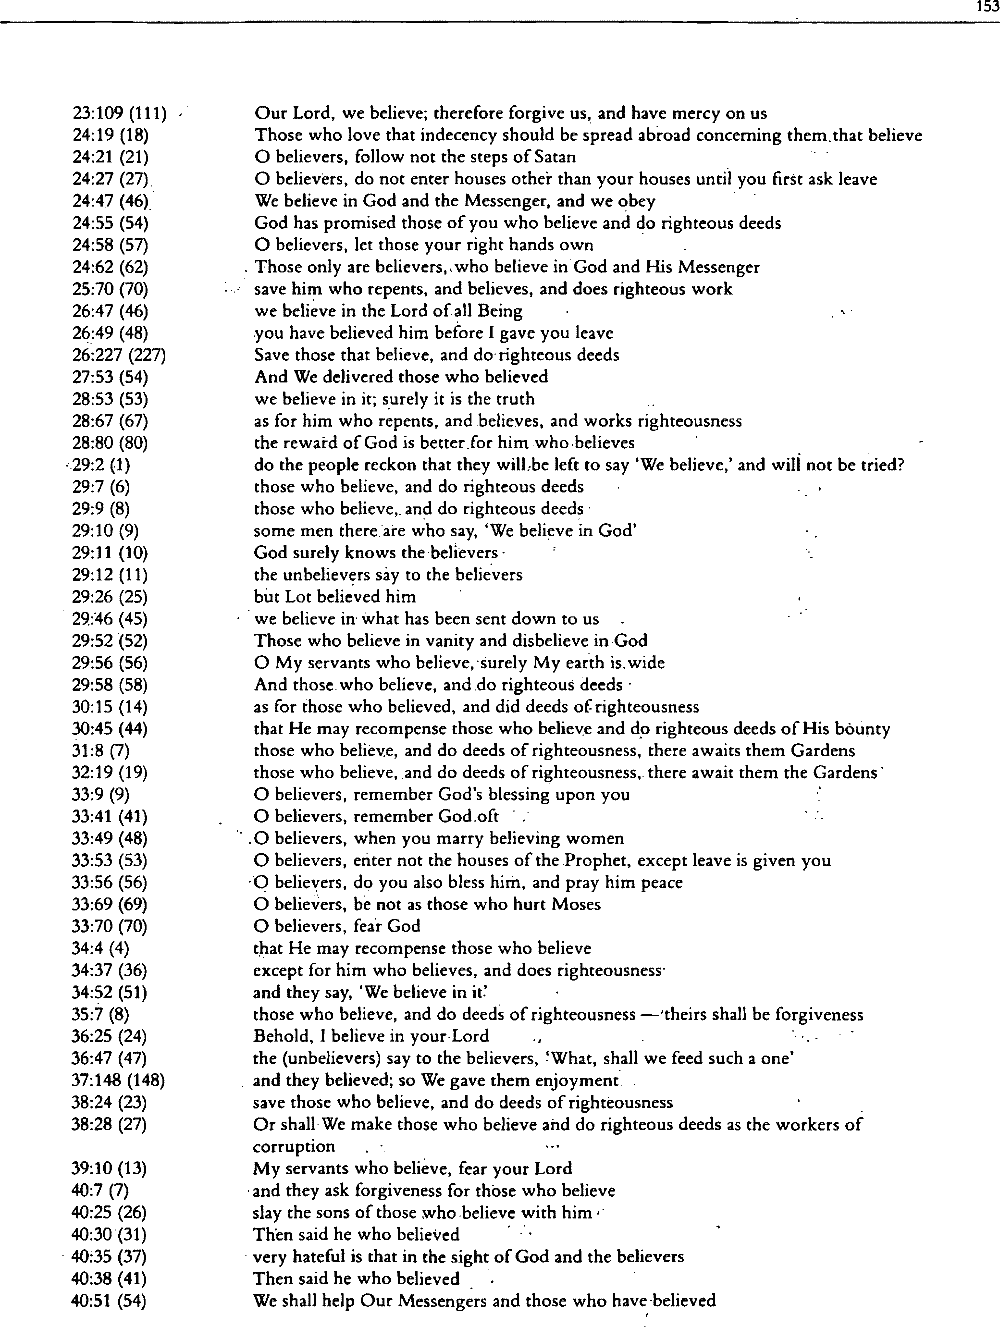 153
23:109 (111) Our Lord, we believe; therefore forgive us, and have mercy on us
24:19 (18) Those who love that indecency should be spread abroad concerning them that believe
24:21 (21) O believers, follow not the steps of Satan
24:27 (27) O believers, do not enter houses other than your houses until you first ask leave
24:47 (46) We believe in God and the Messenger, and we obey
24:55 (54) God has promised those of you who believe and do righteous deeds
24:58 (57) O believers, let those your right hands own
24:62 (62) Those only are believers, who believe in God and His Messenger
25:70 (70) save him who repents, and believes, and does righteous work
26:47 (46) we believe in the Lord of all Being
26:49 (48) you have believed him before I gave you leave
26:227 (227) Save those that believe, and do righteous deeds
27:53 (54) And We delivered those who believed
28:53 (53) we believe in it; surely it is the truth
28:67 (67) as for him who repents, and believes, and works righteousness
28:80 (80) the reward of God is better for him who believes
29:2 (1) do the people reckon that they will be left to say 'We believe,' and will not be tried?
29:7 (6) those who believe, and do righteous deeds
29:9 (8) those who believe, and do righteous deeds
29:10 (9) some men there are who say, 'We believe in God'
29:11 (10) God surely knows the believers
29:12 (11) the unbelievers say to the believers
29:26 (25) but Lot believed him
29:46 (45) we believe in what has been sent down to us
29:52 (52) Those who believe in vanity and disbelieve in God
29:56 (56) O My servants who believe, surely My earth is wide
29:58 (58) And those who believe, and do righteous deeds
30:15 (14) as for those who believed, and did deeds of righteousness
30:45 (44) that He may recompense those who believe and do righteous deeds of His bounty
31:8 (7) those who believe, and do deeds of righteousness, there awaits them Gardens
32:19 (19) those who believe, and do deeds of righteousness, there await them the Gardens
33:9 (9) O believers, remember God's blessing upon you
33:41 (41) O believers, remember God oft
33:49 (48) O believers, when you marry believing women
33:53 (53) O believers, enter not the houses of the Prophet, except leave is given you
33:56 (56) O believers, do you also bless him, and pray him peace
33:69 (69) O believers, be not as those who hurt Moses
33:70 (70) O believers, fear God
34:4 (4) that He may recompense those who believe
34:37 (36) except for him who believes, and does righteousness
34:52 (51) and they say, 'We believe in it'
35:7 (8) those who believe, and do deeds of righteousness — theirs shall be forgiveness
36:25 (24) Behold, I believe in your Lord
36:47 (47) the (unbelievers) say to the believers, 'What, shall we feed such a one'
37:148 (148) and they believed; so We gave them enjoyment
38:24 (23) save those who believe, and do deeds of righteousness
38:28 (27) Or shall We make those who believe and do righteous deeds as the workers of
corruption
39:10 (13) My servants who believe, fear your Lord
40:7 (7) and they ask forgiveness for those who believe
40:25 (26) slay the sons of those who believe with him
40:30 (31) Then said he who believed
40:35 (37) very hateful is that in the sight of God and the believers
40:38 (41) Then said he who believed
40:51 (54) We shall help Our Messengers and those who have believed